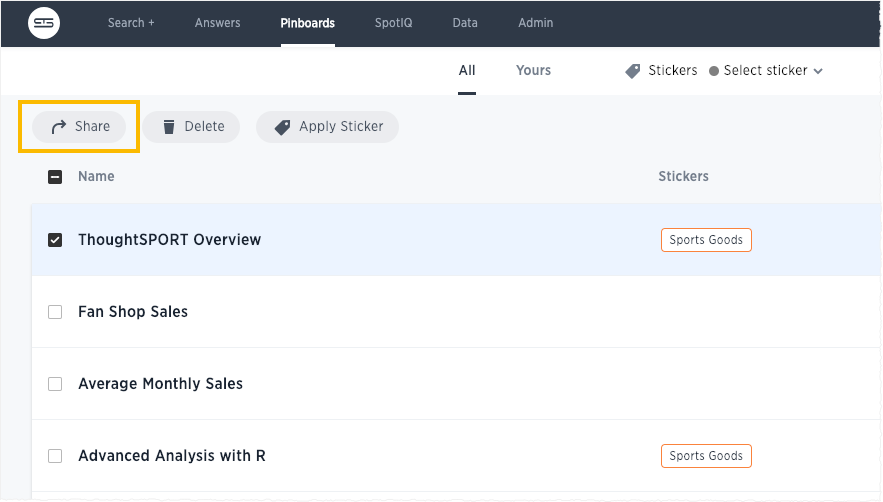 Search + Answers Pinboards SpotIQ Data Admin
All Yours Stickers Select sticker
Share Delete Apply Sticker
Name Stickers
ThoughtSPORT Overview Sports Goods
Fan Shop Sales
Average Monthly Sales
Advanced Analysis with R Sports Goods